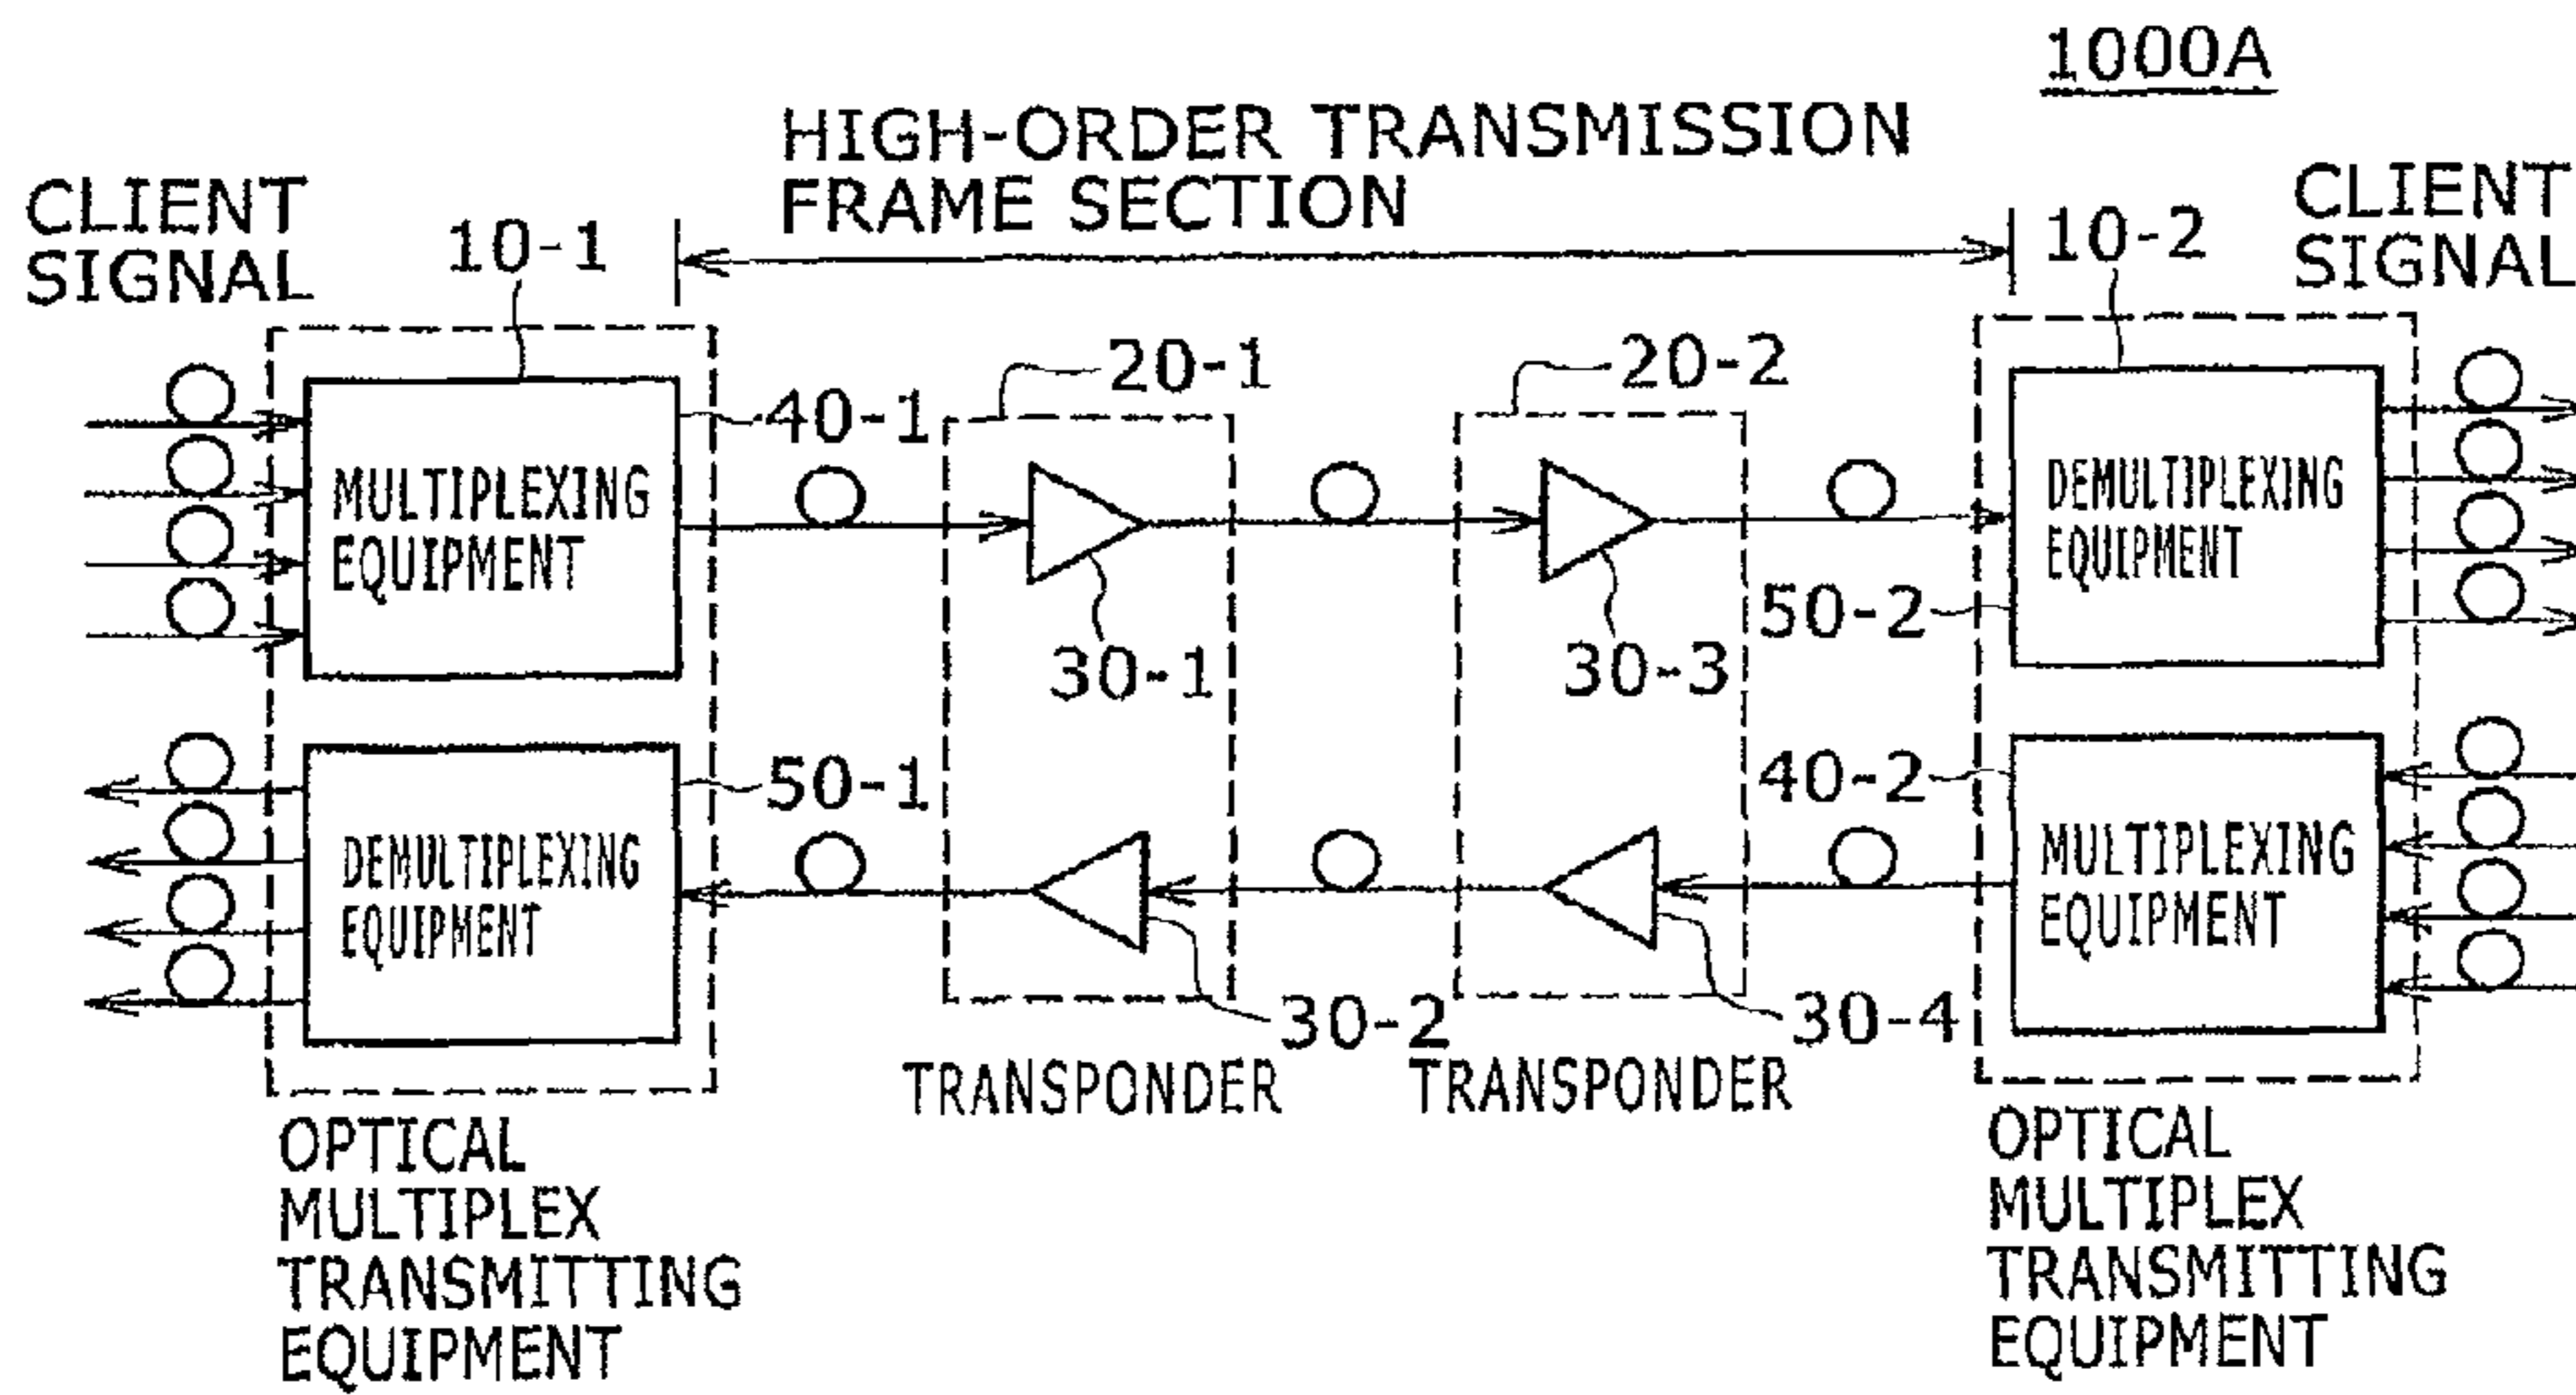 1000A
HIGH-ORDER TRANSMISSION
FRAME SECTION
CLIENT
SIGNAL
10-1
10-2
CLIENT
SIGNAL
20-1
20-2
40-1
MULTIPLEXING
EQUIPMENT
DEMULTIPLEXING
EQUIPMENT
50-2
30-1
30-3
50-1
40-2
DEMULTIPLEXING
EQUIPMENT
MULTIPLEXING
EQUIPMENT
30-2
30-4
TRANSPONDER
TRANSPONDER
OPTICAL
MULTIPLEX
TRANSMITTING
EQUIPMENT
OPTICAL
MULTIPLEX
TRANSMITTING
EQUIPMENT